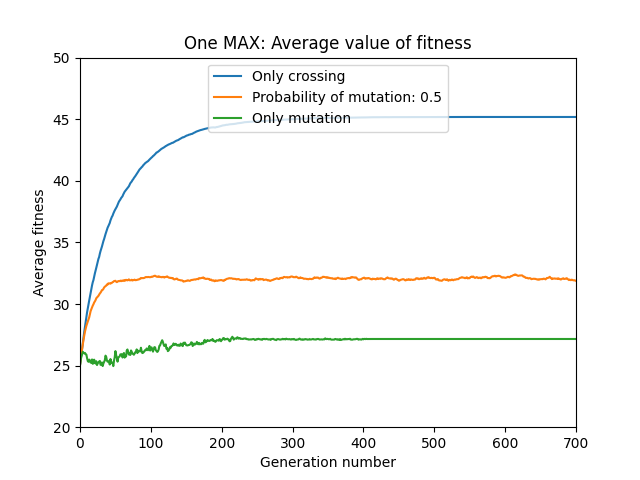 One MAX: Average value of fitness
50
45
40
35
30
25
20
Average fitness
Only crossing
Probability of mutation: 0.5
Only mutation
0 100 200 300 400 500 600 700
Generation number